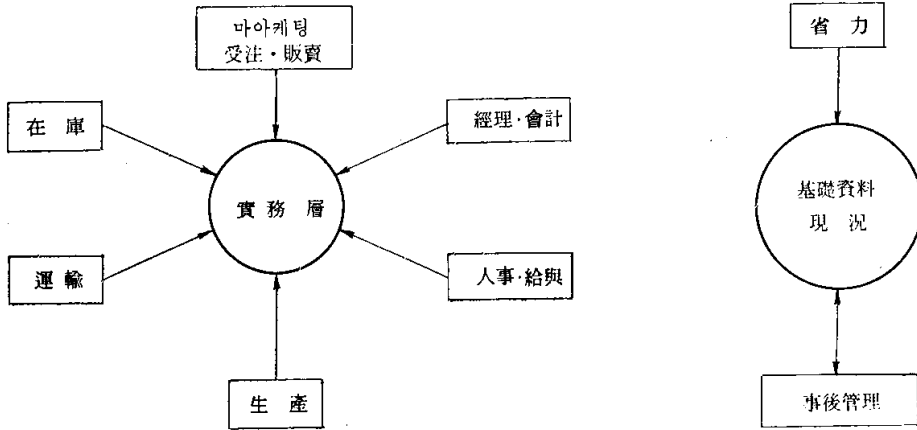 마아케팅
受注·販賣
在 庫
經理·會計
實 務 層
運 輸
人事·給與
生 產
省 力
基礎資料
現 況
事後管理